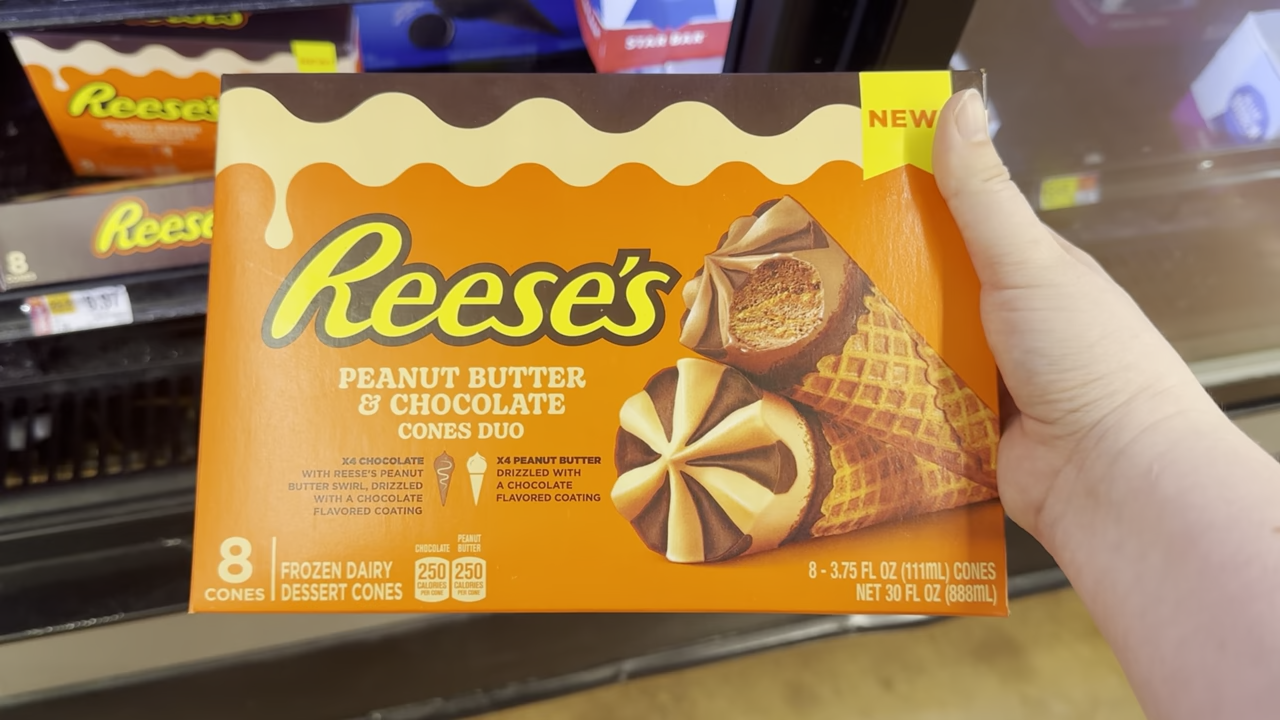 Reese's
STAR BAR
Reese's
Reese's
8
NEW
Reese's
PEANUT BUTTER
& CHOCOLATE
CONES DUO
X4 CHOCOLATE
WITH REESE'S PEANUT
BUTTER SWIRL, DRIZZLED
WITH A CHOCOLATE
FLAVORED COATING
X4 PEANUT BUTTER
DRIZZLED WITH
A CHOCOLATE
FLAVORED COATING
8
CONES
FROZEN DAIRY
DESSERT CONES
CHOCOLATE
250
CALORIES
PER CONE
PEANUT
BUTTER
250
CALORIES
PER CONE
8 - 3.75 FL OZ (111ML) CONES
NET 30 FL OZ (888ML)